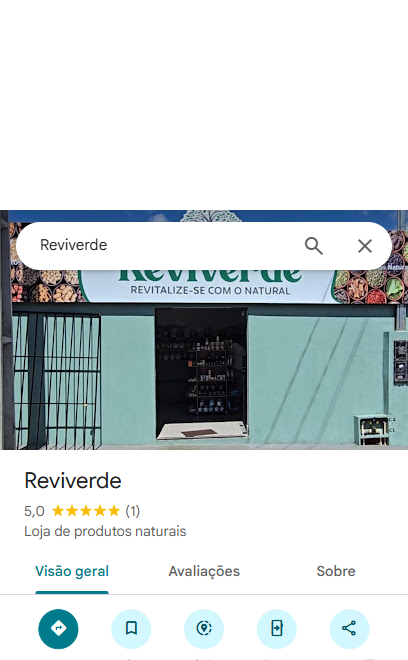 Reviverde
Reviverde
REVITALIZE-SE COM O NATURAL
Reviverde
5,0 (1)
Loja de produtos naturais
Visão geral
Avaliações
Sobre